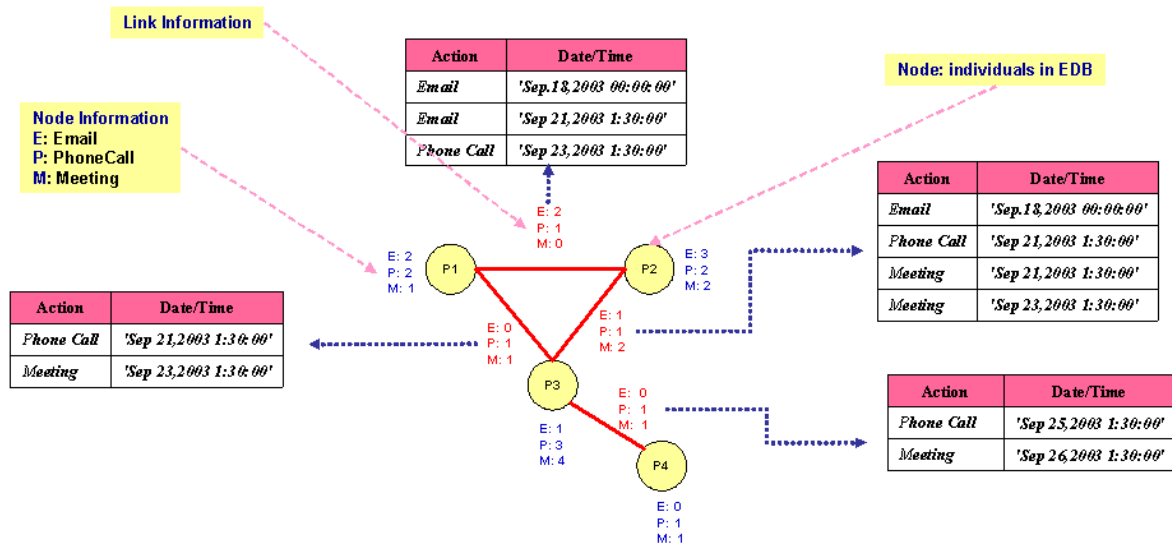 Link Information
Action Date/Time
Email 'Sep.18,2003 00:00:00'
Email 'Sep 21,2003 1:30:00'
Phone Call 'Sep 23,2003 1:30:00'
Node: individuals in EDB
Node Information
E: Email
P: PhoneCall
M: Meeting
Action Date/Time
Email 'Sep.18,2003 00:00:00'
Phone Call 'Sep 21,2003 1:30:00'
Meeting 'Sep 21,2003 1:30:00'
Meeting 'Sep 23,2003 1:30:00'
E: 2
P: 1
M: 0
E: 2
P: 2
M: 1
P1
P2
E: 3
P: 2
M: 2
Action Date/Time
Phone Call 'Sep 21,2003 1:30:00'
Meeting 'Sep 23,2003 1:30:00'
E: 0
P: 1
M: 1
E: 1
P: 1
M: 2
P3
E: 1
P: 3
M: 4
E: 0
P: 1
M: 1
Action Date/Time
Phone Call 'Sep 25,2003 1:30:00'
Meeting 'Sep 26,2003 1:30:00'
P4
E: 0
P: 1
M: 1